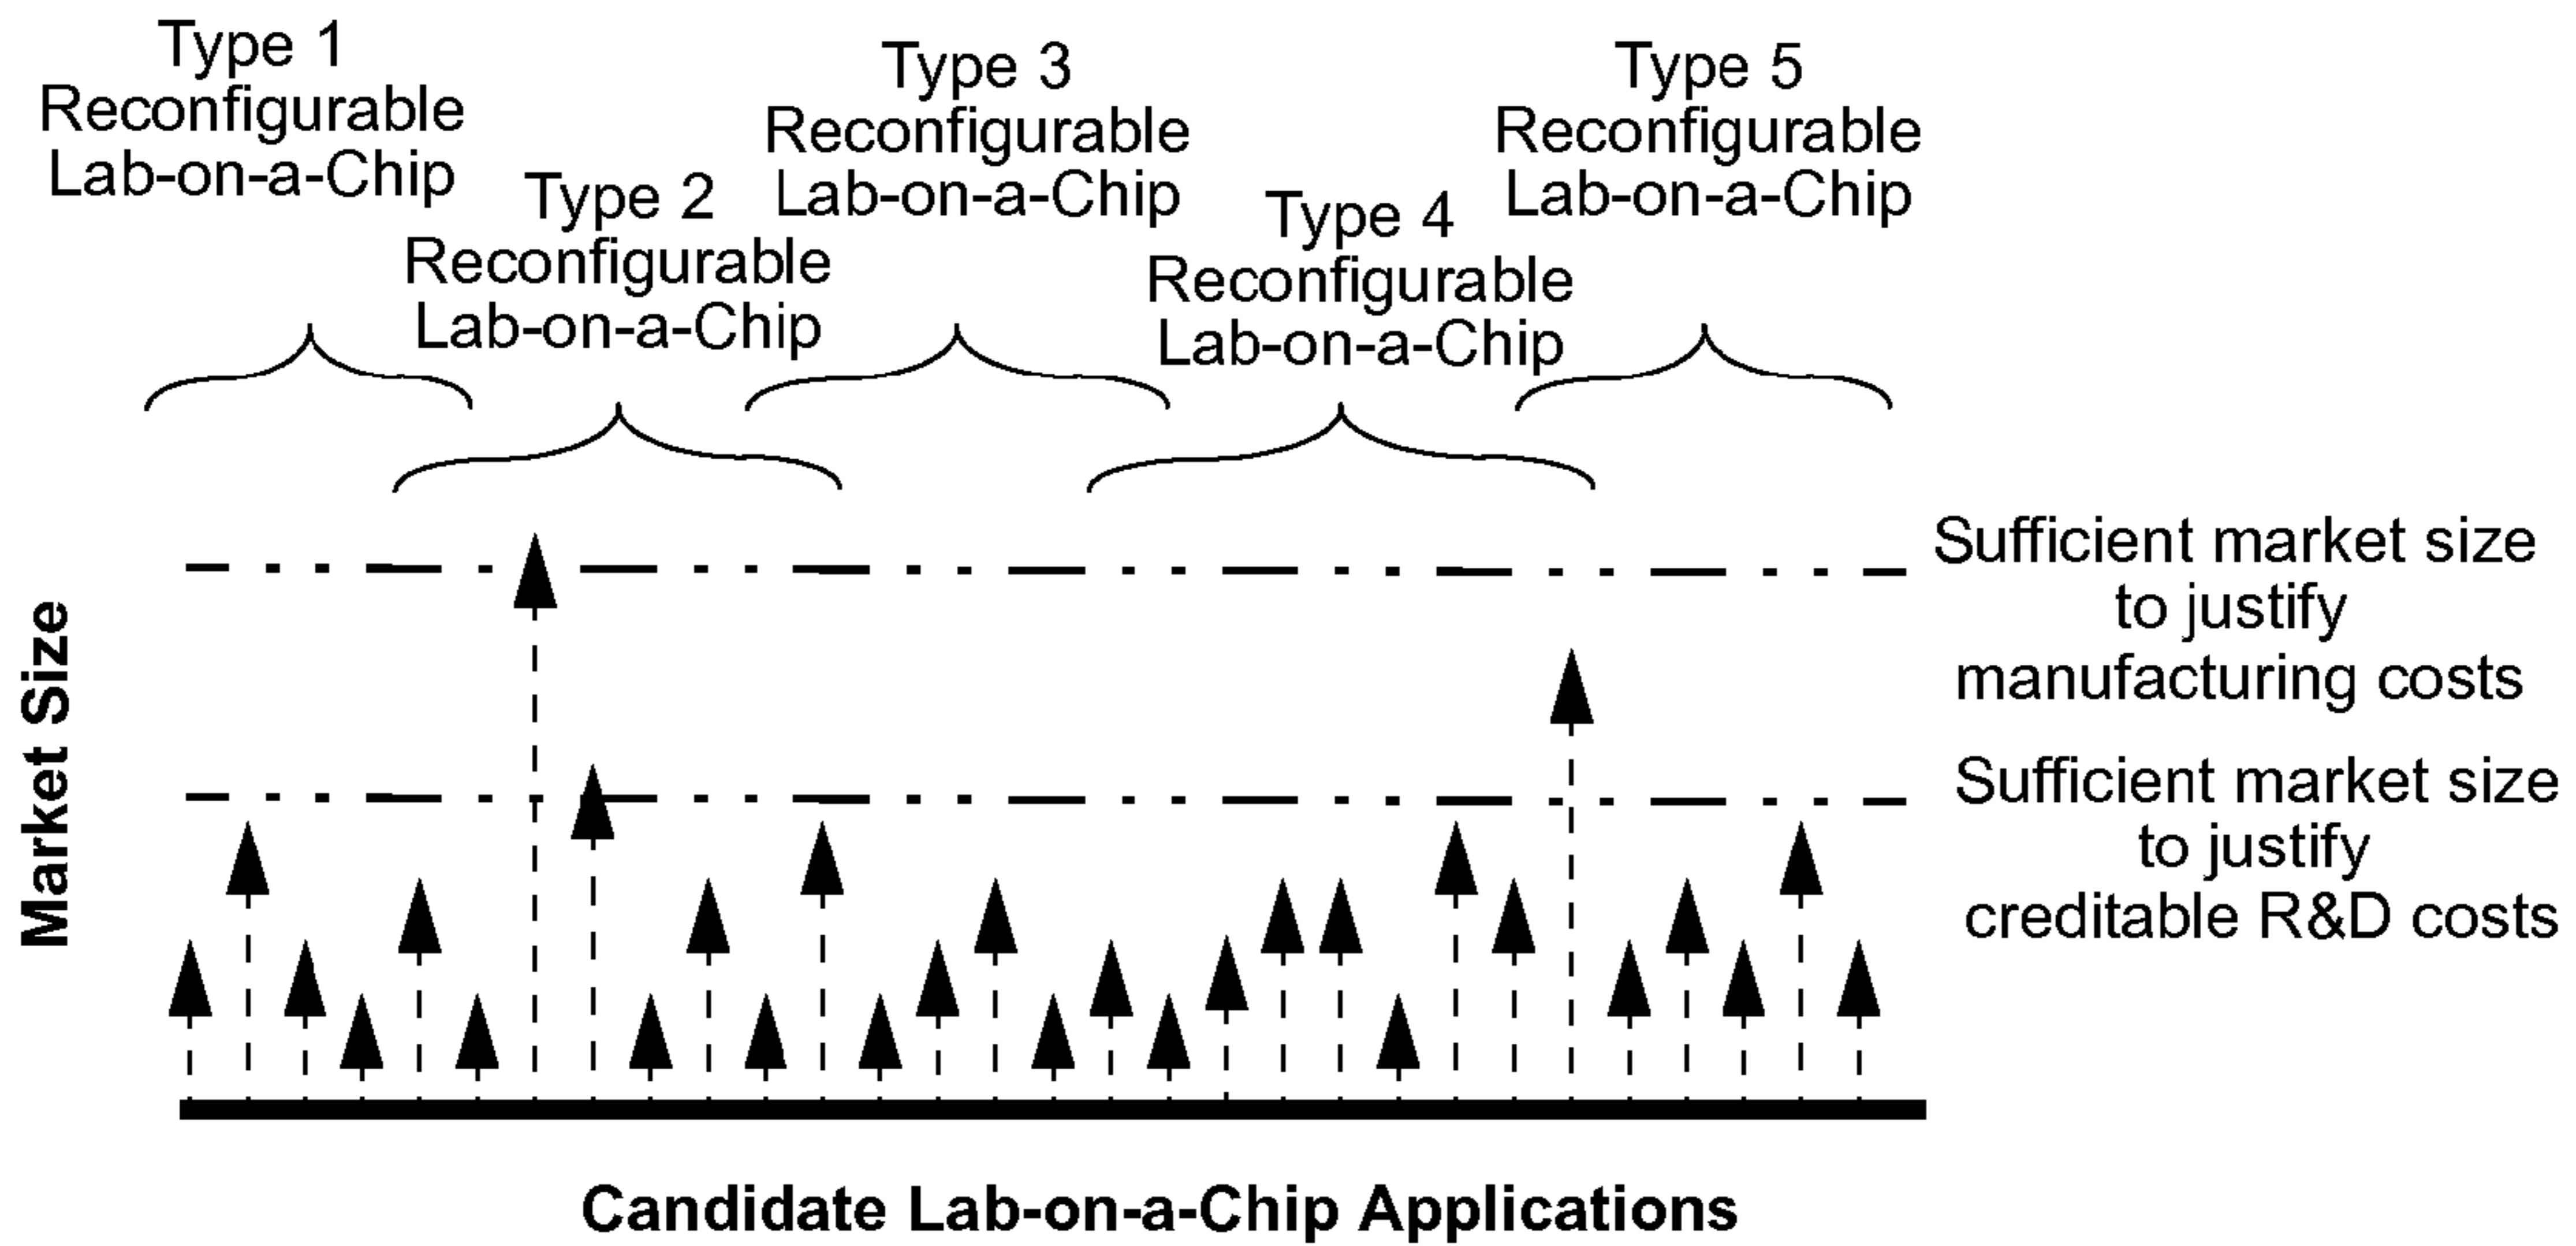 Type 1
Reconfigurable
Lab-on-a-Chip
Type 2
Reconfigurable
Lab-on-a-Chip
Type 3
Reconfigurable
Lab-on-a-Chip
Type 4
Reconfigurable
Lab-on-a-Chip
Type 5
Reconfigurable
Lab-on-a-Chip
Sufficient market size
to justify
manufacturing costs
Sufficient market size
to justify
creditable R&D costs
Market Size
Candidate Lab-on-a-Chip Applications